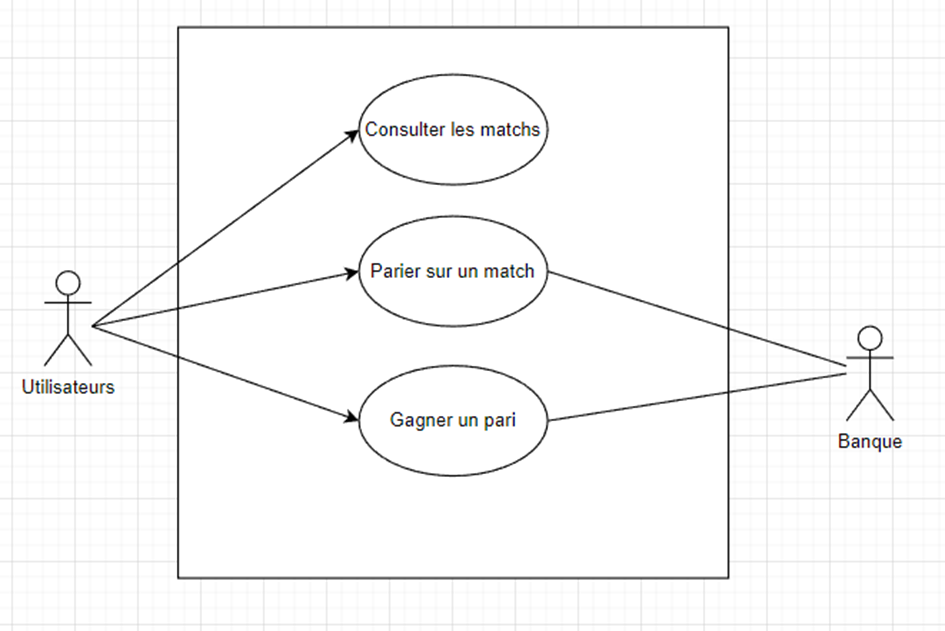 Consulter les matchs
Parier sur un match
Utilisateurs
Gagner un pari
Banque